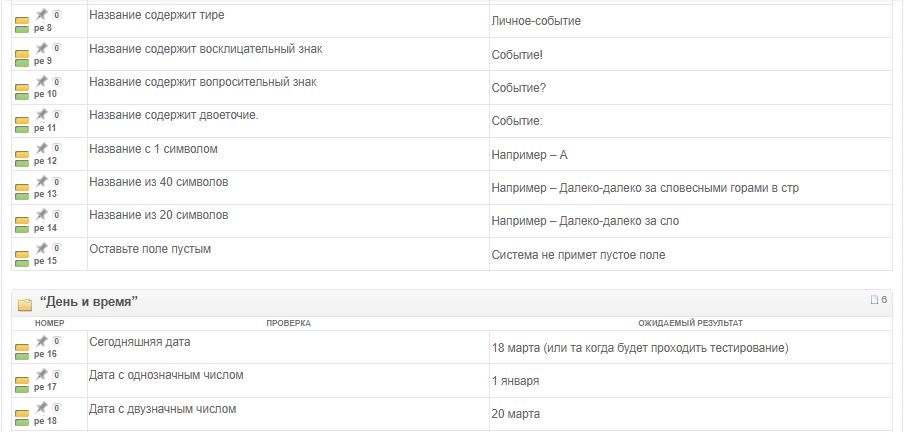 0
Название содержит тире
Личное-событие
ре 8
0
Название содержит восклицательный знак
Событие!
ре 9
0
Название содержит вопросительный знак
Событие?
ре 10
0
Название содержит двоеточие.
Событие:
ре 11
0
Название с 1 символом
Например – А
ре 12
0
Название из 40 символов
Например – Далеко-далеко за словесными горами в стр
ре 13
0
Название из 20 символов
Например – Далеко-далеко за сло
ре 14
0
Оставьте поле пустым
Система не примет пустое поле
ре 15
“День и время”
6
НОМЕР ПРОВЕРКА ОЖИДАЕМЫЙ РЕЗУЛЬТАТ
0
Сегодняшняя дата
18 марта (или та когда будет проходить тестирование)
ре 16
0
Дата с однозначным числом
1 января
ре 17
0
Дата с двузначным числом
20 марта
ре 18